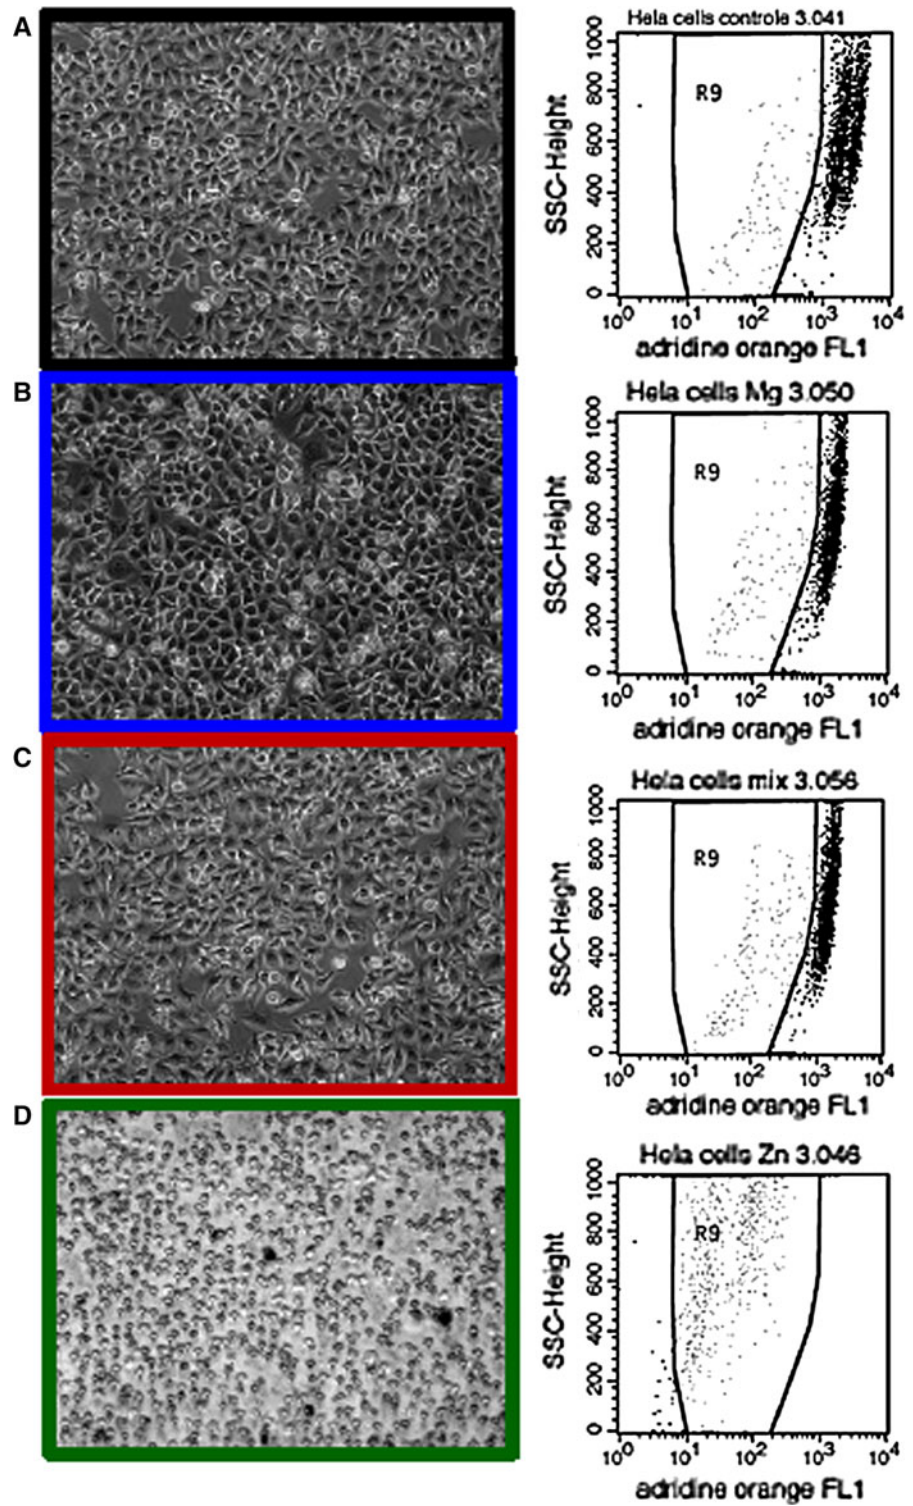 A
Hela cells controle 3.041
1000
800
600
400
200
0
SSC-Height
R9
10⁰ 10¹ 10² 10³ 10⁴
adridine orange FL1
B
Hela cells Mg 3.050
1000
800
600
400
200
0
SSC-Height
R9
10⁰ 10¹ 10² 10³ 10⁴
adridine orange FL1
C
Hela cells mix 3.056
1000
800
600
400
200
0
SSC-Height
R9
10⁰ 10¹ 10² 10³ 10⁴
adridine orange FL1
D
Hela cells Zn 3.046
1000
800
600
400
200
0
SSC-Height
R9
10⁰ 10¹ 10² 10³ 10⁴
adridine orange FL1